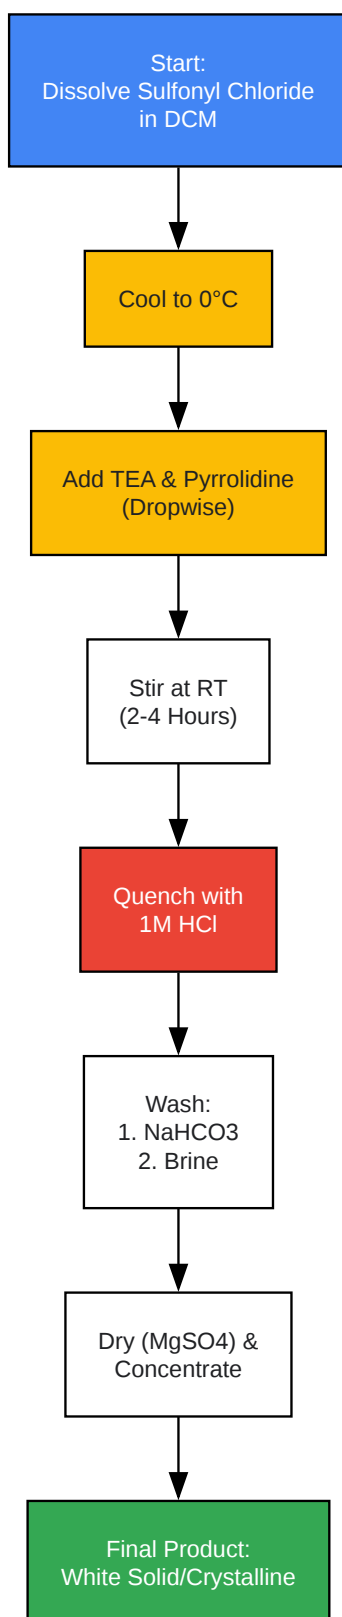 Start:
Dissolve Sulfonyl Chloride
in DCM
Cool to 0°C
Add TEA & Pyrrolidine
(Dropwise)
Stir at RT
(2-4 Hours)
Quench with
1M HCl
Wash:
1. NaHCO3
2. Brine
Dry (MgSO4) &
Concentrate
Final Product:
White Solid/Crystalline